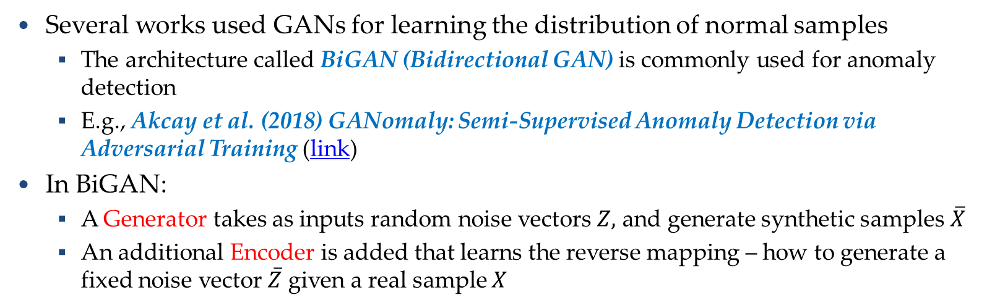 • Several works used GANs for learning the distribution of normal samples
▪ The architecture called BiGAN (Bidirectional GAN) is commonly used for anomaly
detection
▪ E.g., Akcay et al. (2018) GANomaly: Semi-Supervised Anomaly Detection via
Adversarial Training (link)
• In BiGAN:
▪ A Generator takes as inputs random noise vectors Z, and generate synthetic samples X̄
▪ An additional Encoder is added that learns the reverse mapping – how to generate a
fixed noise vector Z̄ given a real sample X